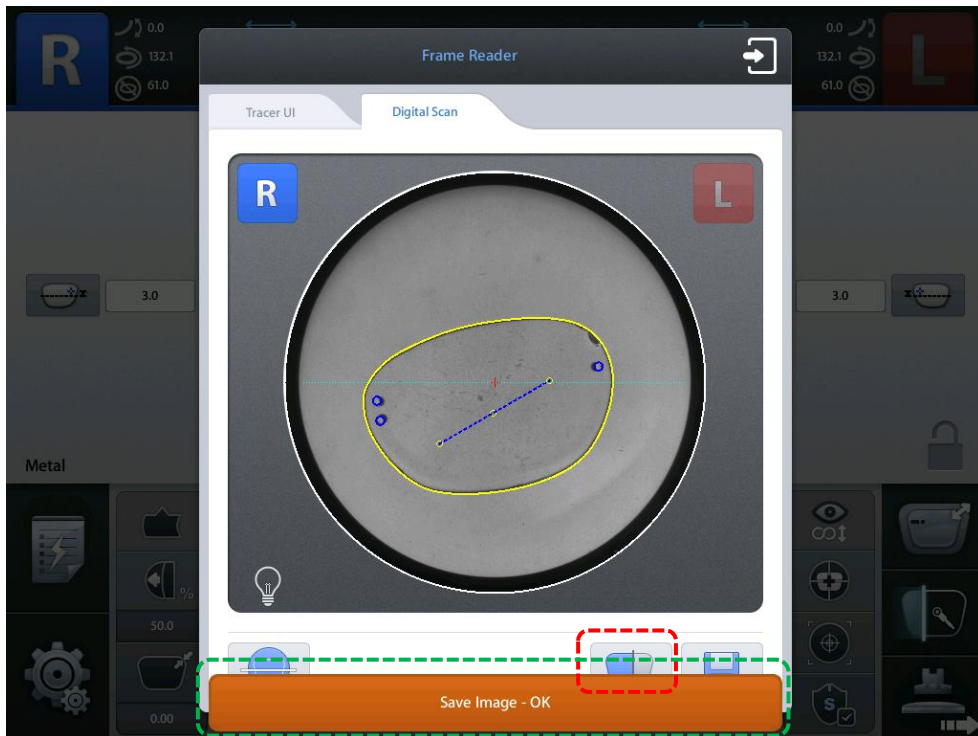 R
0.0
132.1
61.0
Frame Reader
0.0
132.1
61.0
L
Tracer UI
Digital Scan
R
L
3.0
3.0
Metal
%
50.0
0.00
S
Save Image - OK